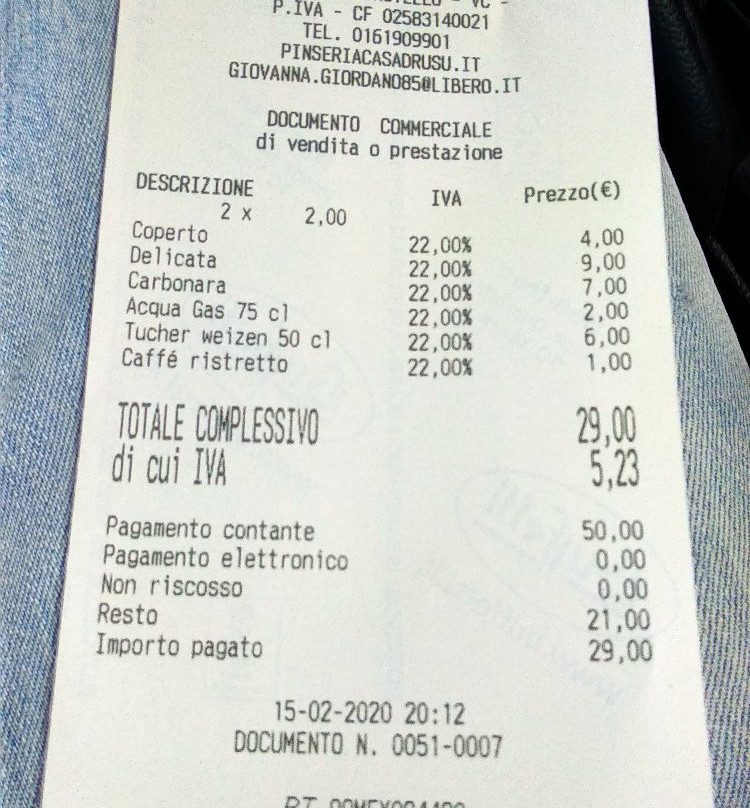 P.IVA - CF 02583140021
TEL. 0161909901
PINSERIACASADRUSU.IT
GIOVANNA.GIORDANO85@LIBERO.IT
DOCUMENTO COMMERCIALE
di vendita o prestazione
DESCRIZIONE IVA Prezzo(€)
2 x 2,00
Coperto 22,00% 4,00
Delicata 22,00% 9,00
Carbonara 22,00% 7,00
Acqua Gas 75 cl 22,00% 2,00
Tucher weizen 50 cl 22,00% 6,00
Caffé ristretto 22,00% 1,00
TOTALE COMPLESSIVO 29,00
di cui IVA 5,23
Pagamento contante 50,00
Pagamento elettronico 0,00
Non riscosso 0,00
Resto 21,00
Importo pagato 29,00
15-02-2020 20:12
DOCUMENTO N. 0051-0007